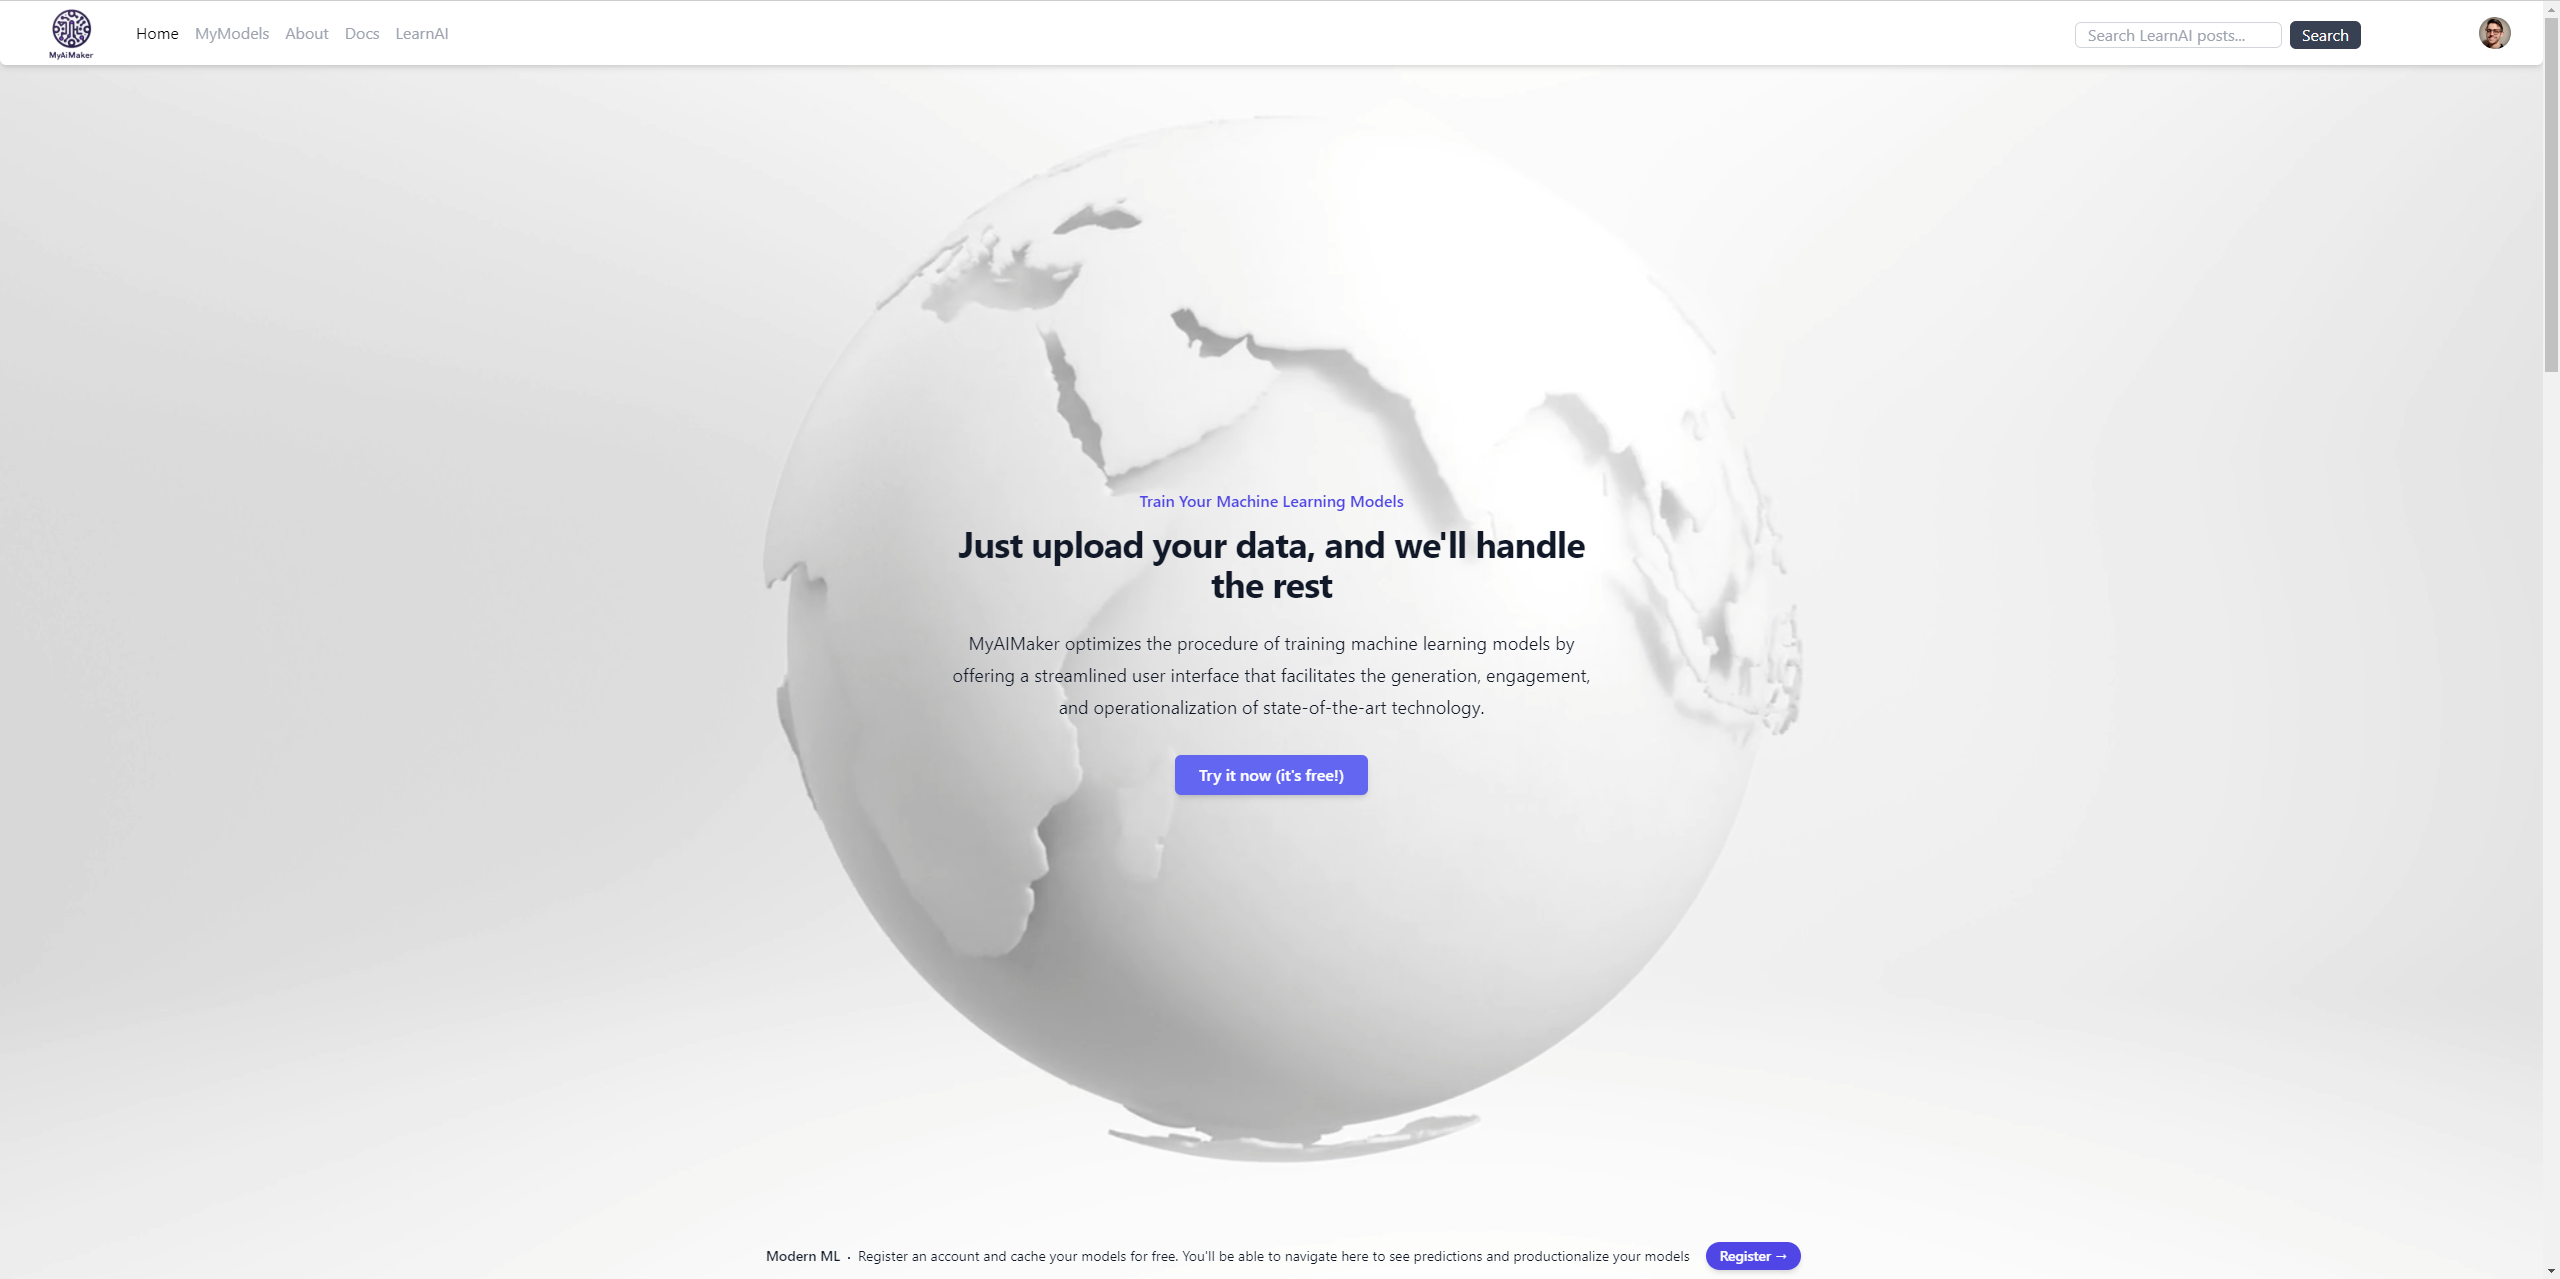 MyAiMaker
Home MyModels About Docs LearnAI
Search LearnAI posts...
Search
Train Your Machine Learning Models
Just upload your data, and we'll handle
the rest
MyAIMaker optimizes the procedure of training machine learning models by
offering a streamlined user interface that facilitates the generation, engagement,
and operationalization of state-of-the-art technology.
Try it now (it's free!)
Modern ML · Register an account and cache your models for free. You'll be able to navigate here to see predictions and productionalize your models
Register →